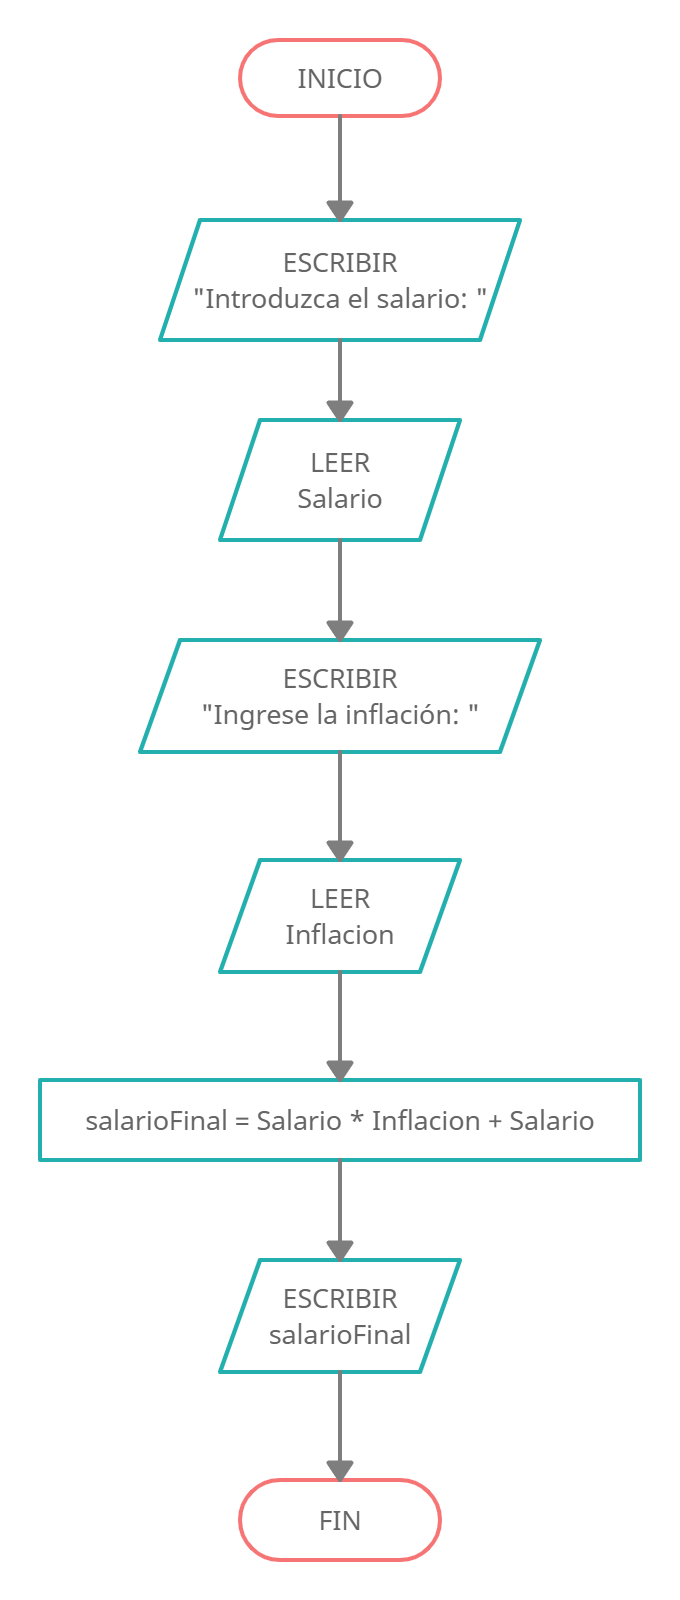 INICIO
ESCRIBIR
"Introduzca el salario: "
LEER
Salario
ESCRIBIR
"Ingrese la inflación: "
LEER
Inflacion
salarioFinal = Salario * Inflacion + Salario
ESCRIBIR
salarioFinal
FIN